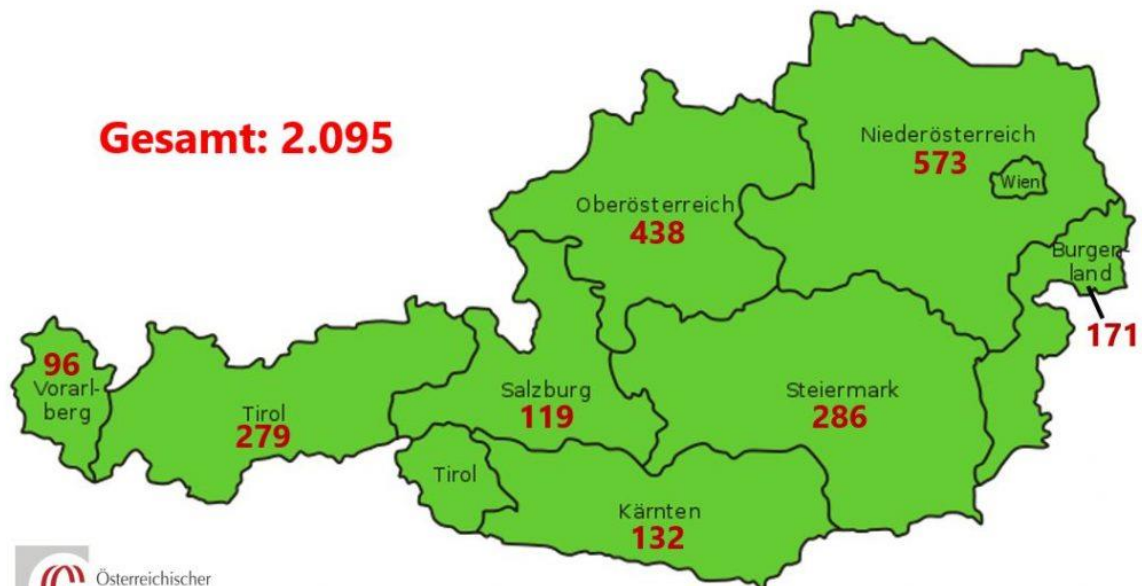 Gesamt: 2.095
Niederösterreich
573
Wien
Oberösterreich
438
Burgen-
land
171
96
Vorarl-
berg
Tirol
279
Salzburg
119
Steiermark
286
Tirol
Kärnten
132
Österreichischer